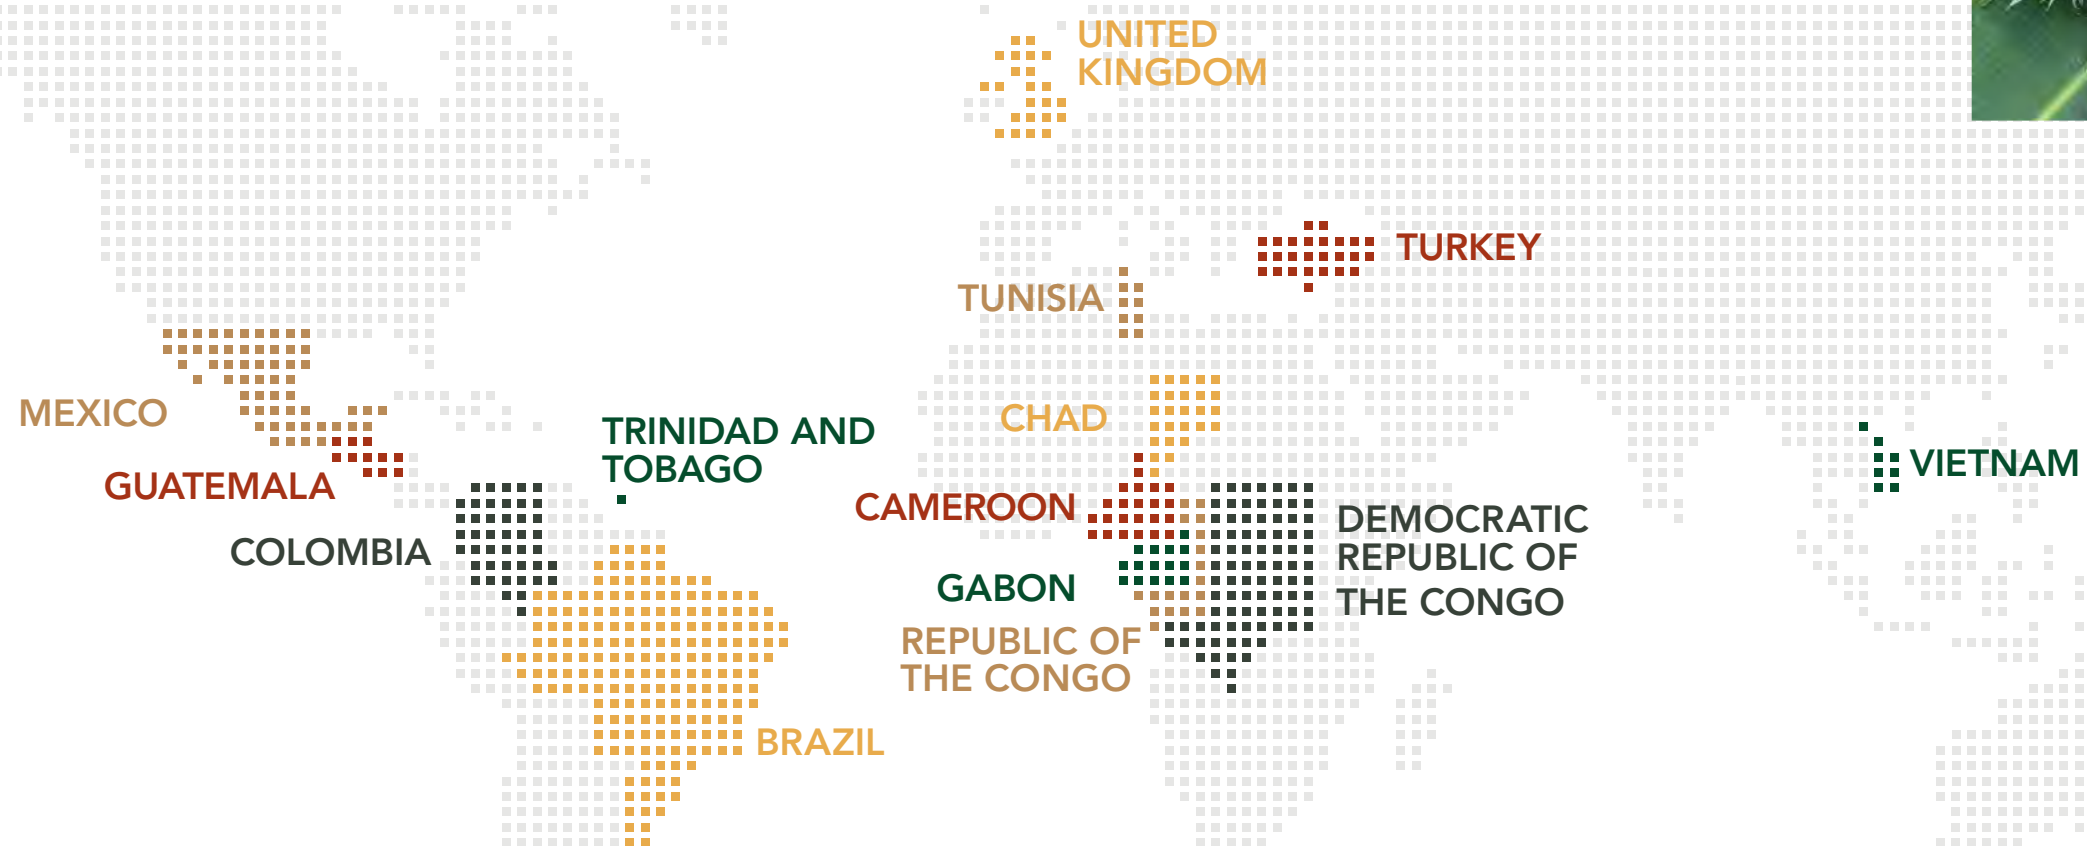 UNITED
KINGDOM
TURKEY
TUNISIA
MEXICO
CHAD
TRINIDAD AND
TOBAGO
VIETNAM
GUATEMALA
CAMEROON
DEMOCRATIC
REPUBLIC OF
THE CONGO
COLOMBIA
GABON
REPUBLIC OF
THE CONGO
BRAZIL